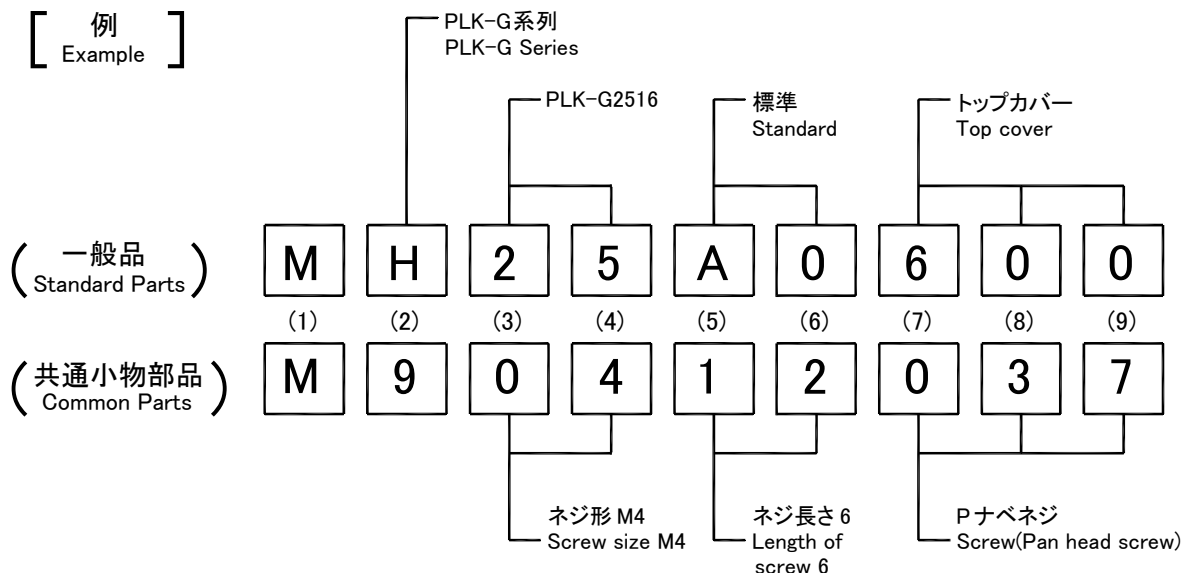 例
Example
PLK-G系列
PLK-G Series
PLK-G2516
標準
Standard
トップカバー
Top cover
一般品
Standard Parts
M H 2 5 A 0 6 0 0
(1) (2) (3) (4) (5) (6) (7) (8) (9)
共通小物部品
Common Parts
M 9 0 4 1 2 0 3 7
ネジ形 M4
Screw size M4
ネジ長さ 6
Length of
screw 6
Pナベネジ
Screw(Pan head screw)